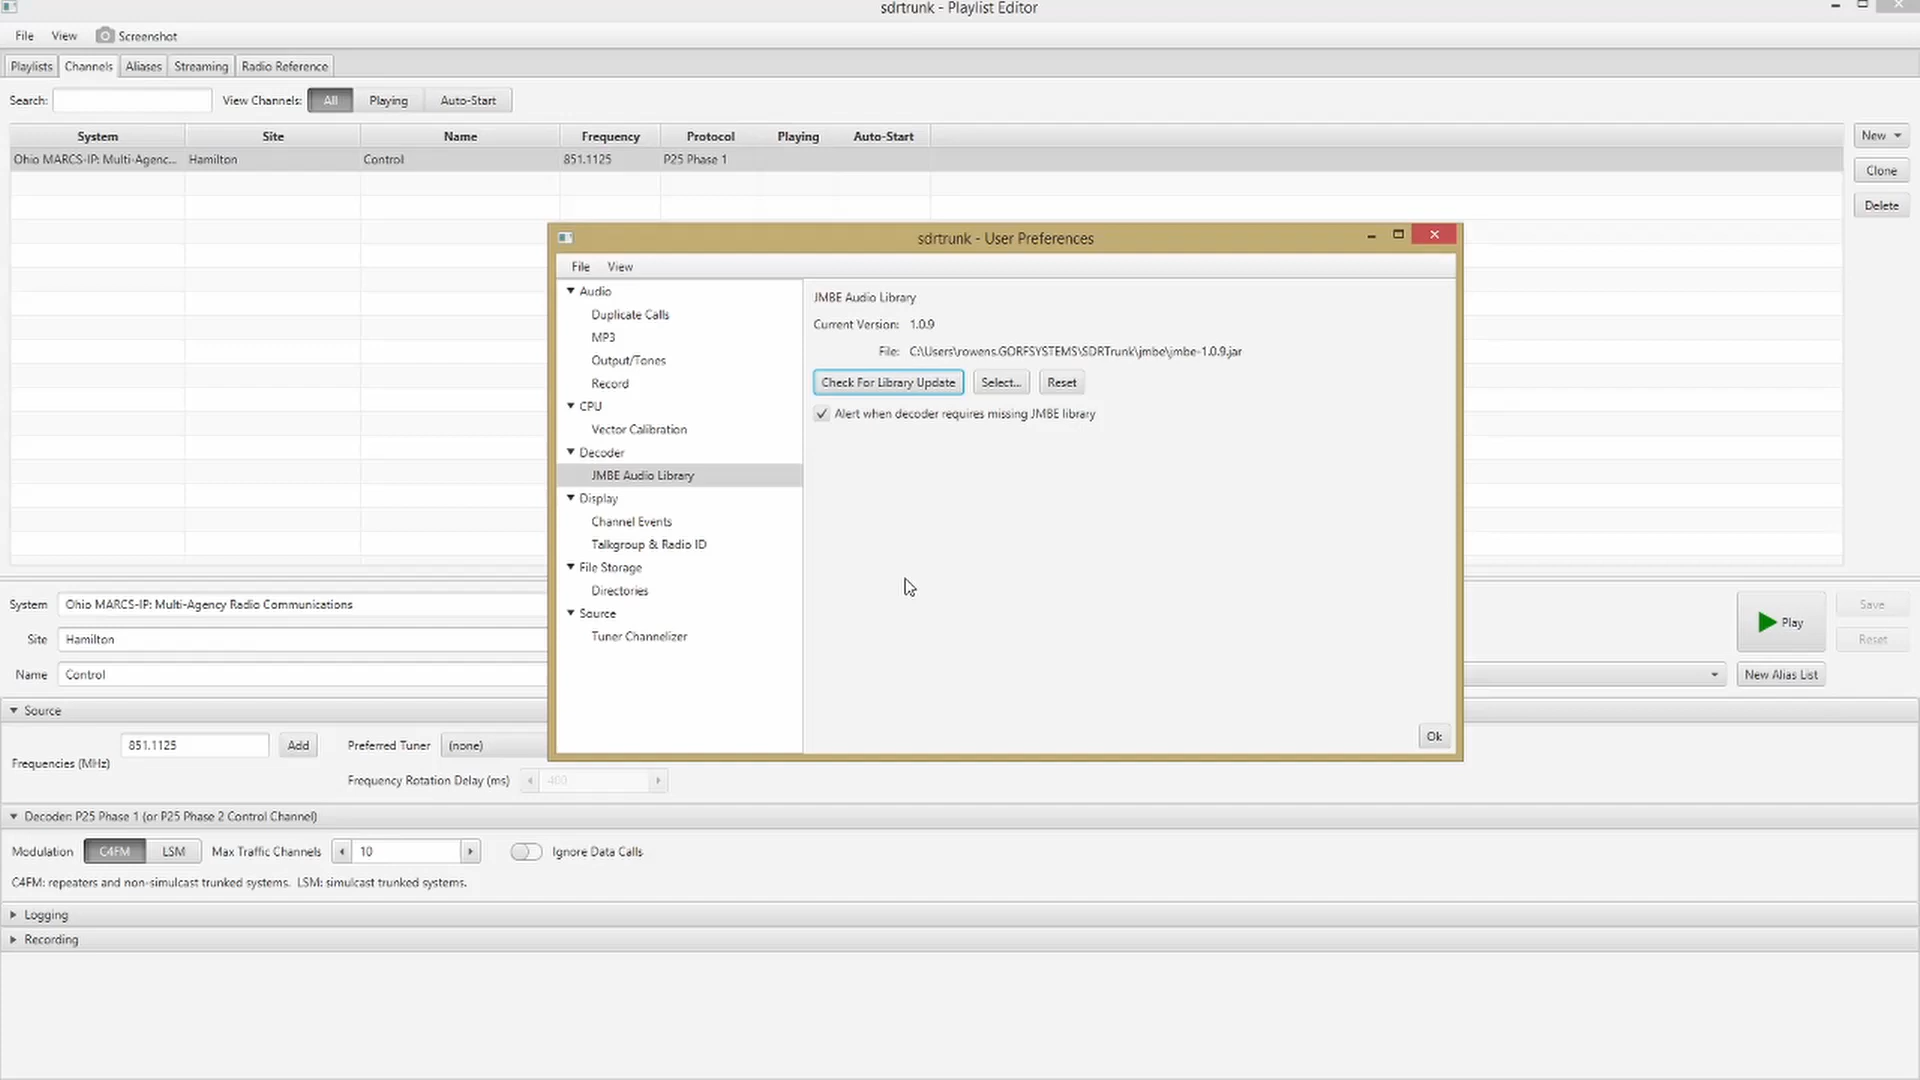 sdrtrunk - Playlist Editor
File View Screenshot
Playlists Channels Aliases Streaming Radio Reference
Search: View Channels: All Playing Auto-Start
System Site Name Frequency Protocol Playing Auto-Start New
Ohio MARCS-IP: Multi-Agenc... Hamilton Control 851.1125 P25 Phase 1
Clone
Delete
sdrtrunk - User Preferences
File View
Audio
Duplicate Calls
MP3
Output/Tones
Record
CPU
Vector Calibration
Decoder
JMBE Audio Library
Display
Channel Events
Talkgroup & Radio ID
File Storage
Directories
Source
Tuner Channelizer
JMBE Audio Library
Current Version: 1.0.9
File: C:\Users\rowens.GORFSYSTEMS\SDRTrunk\jmbe\jmbe-1.0.9.jar
Check For Library Update Select... Reset
Alert when decoder requires missing JMBE library
Ok
System Ohio MARCS-IP: Multi-Agency Radio Communications
Site Hamilton
Name Control
Play Save
Reset
New Alias List
Source
Frequencies (MHz) 851.1125 Add Preferred Tuner (none)
Frequency Rotation Delay (ms) 400
Decoder: P25 Phase 1 (or P25 Phase 2 Control Channel)
Modulation C4FM LSM Max Traffic Channels 10 Ignore Data Calls
C4FM: repeaters and non-simulcast trunked systems. LSM: simulcast trunked systems.
Logging
Recording